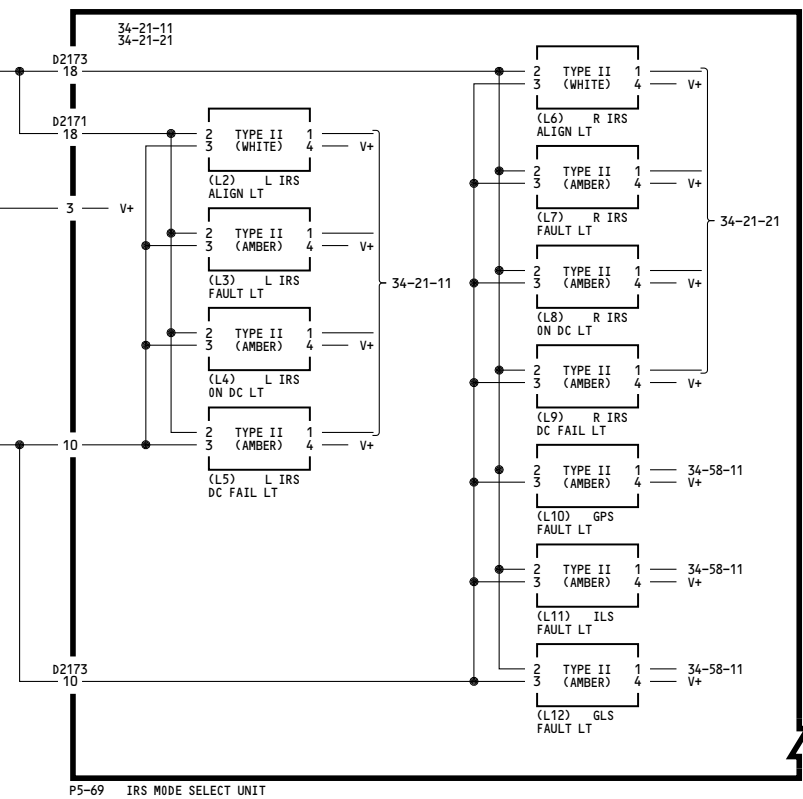 34-21-11
34-21-21
D2173
18
D2171
18
3 V+
10
D2173
10
2 TYPE II 1
3 (WHITE) 4 V+
(L2) L IRS
ALIGN LT
2 TYPE II 1
3 (AMBER) 4 V+
(L3) L IRS
FAULT LT
2 TYPE II 1
3 (AMBER) 4 V+
(L4) L IRS
ON DC LT
2 TYPE II 1
3 (AMBER) 4 V+
(L5) L IRS
DC FAIL LT
34-21-11
2 TYPE II 1
3 (WHITE) 4 V+
(L6) R IRS
ALIGN LT
2 TYPE II 1
3 (AMBER) 4 V+
(L7) R IRS
FAULT LT
2 TYPE II 1
3 (AMBER) 4 V+
(L8) R IRS
ON DC LT
2 TYPE II 1
3 (AMBER) 4 V+
(L9) R IRS
DC FAIL LT
34-21-21
2 TYPE II 1 34-58-11
3 (AMBER) 4 V+
(L10) GPS
FAULT LT
2 TYPE II 1 34-58-11
3 (AMBER) 4 V+
(L11) ILS
FAULT LT
2 TYPE II 1 34-58-11
3 (AMBER) 4 V+
(L12) GLS
FAULT LT
P5-69 IRS MODE SELECT UNIT